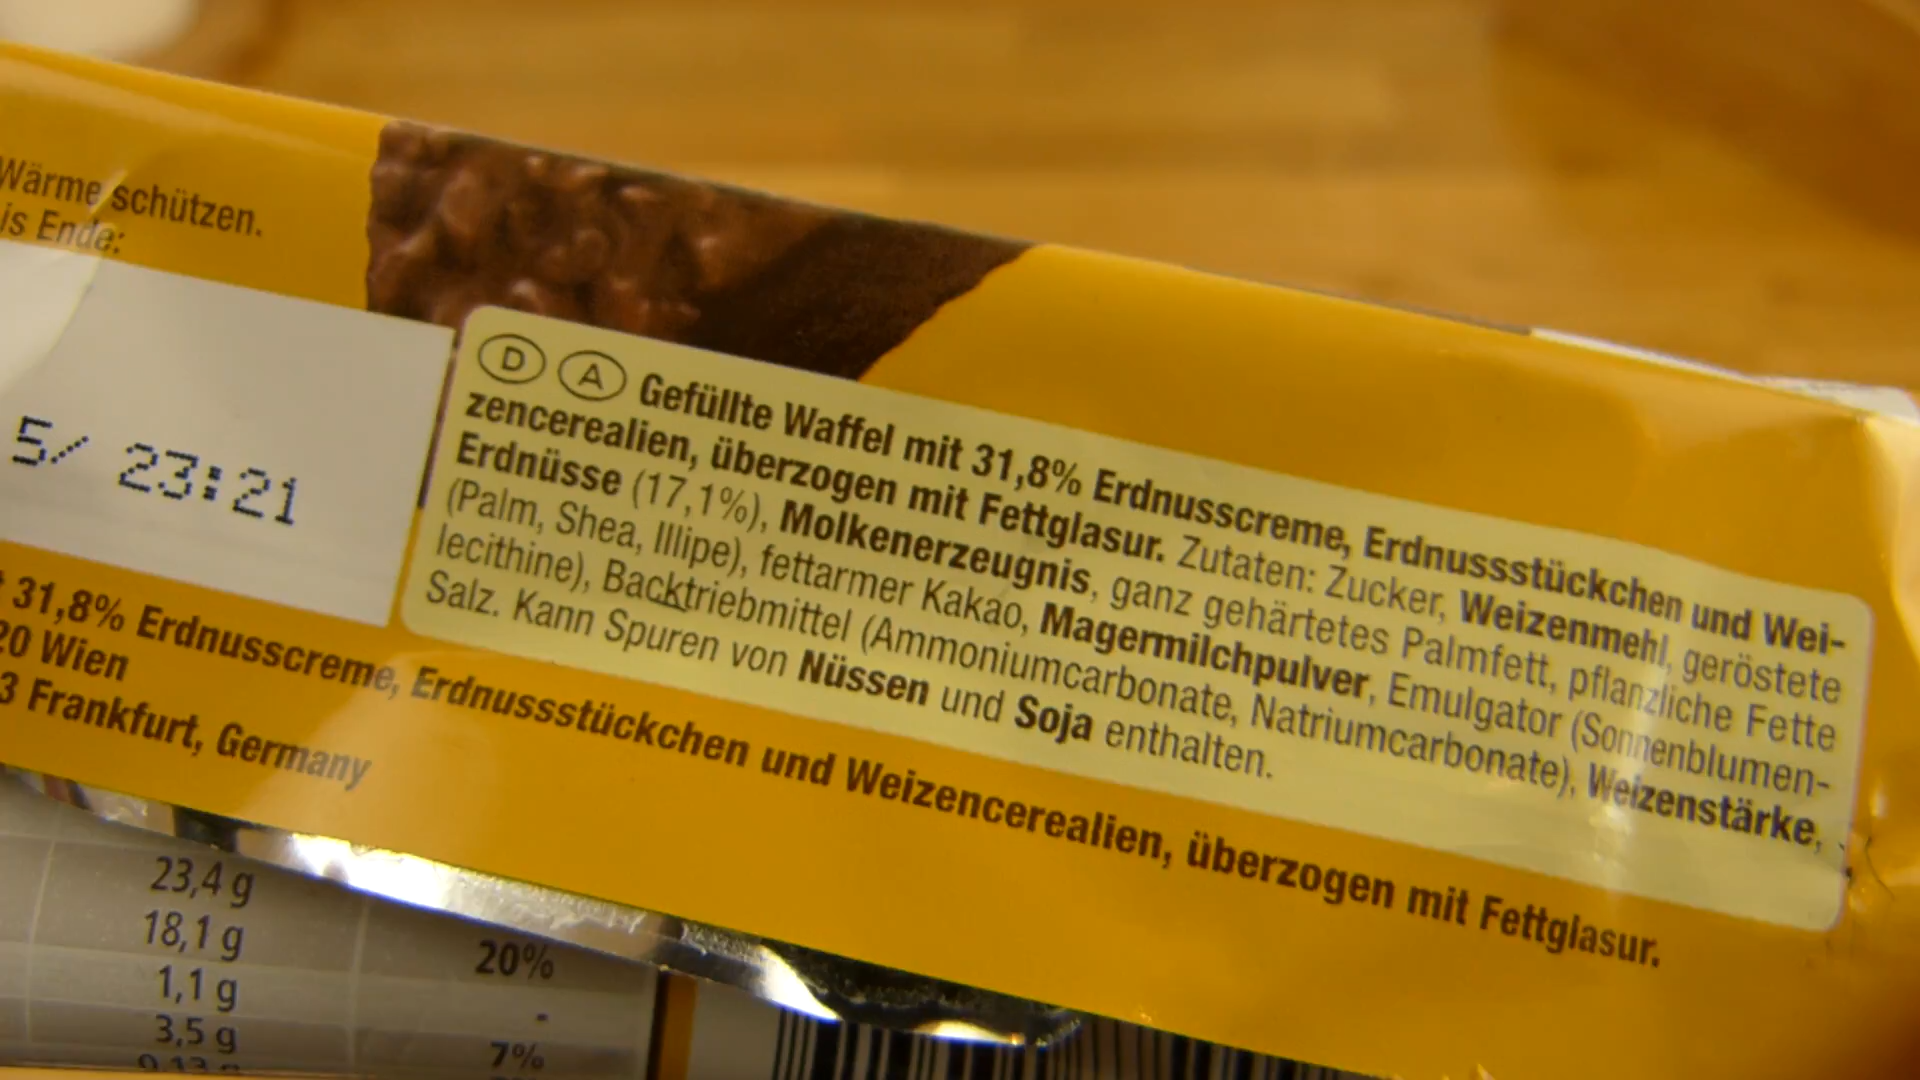 Wärme schützen.
is Ende:
5/ 23:21
D A Gefüllte Waffel mit 31,8% Erdnusscreme, Erdnussstückchen und Wei-
zencerealien, überzogen mit Fettglasur. Zutaten: Zucker, Weizenmehl, geröstete
Erdnüsse (17,1%), Molkenerzeugnis, ganz gehärtetes Palmfett, pflanzliche Fette
(Palm, Shea, Illipe), fettarmer Kakao, Magermilchpulver, Emulgator (Sonnenblumen-
lecithine), Backtriebmittel (Ammoniumcarbonate, Natriumcarbonate), Weizenstärke,
Salz. Kann Spuren von Nüssen und Soja enthalten.
31,8% Erdnusscreme, Erdnussstückchen und Weizencerealien, überzogen mit Fettglasur.
20 Wien
3 Frankfurt, Germany
23,4 g
18,1 g 20%
1,1 g -
3,5 g 7%